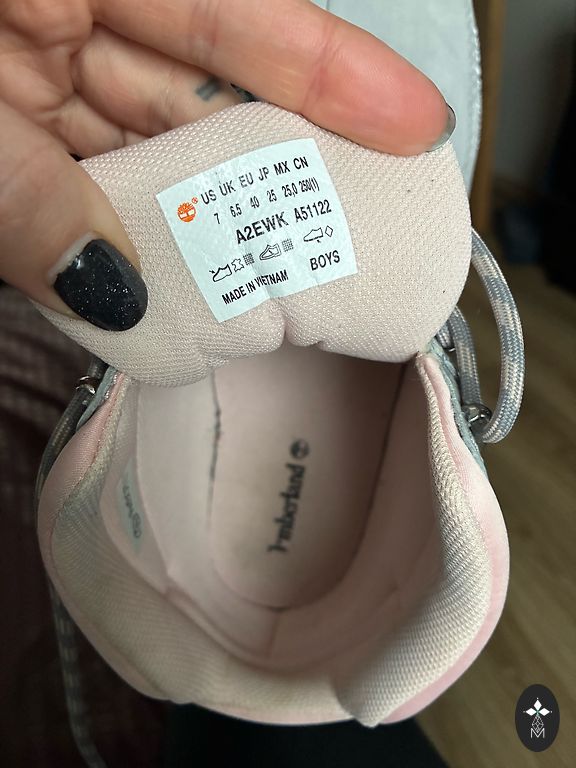 US UK EU JP MX CN
7 6.5 40 25 25,0 250(1)
A2EWK A51122
MADE IN VIETNAM BOYS
Timberland
M